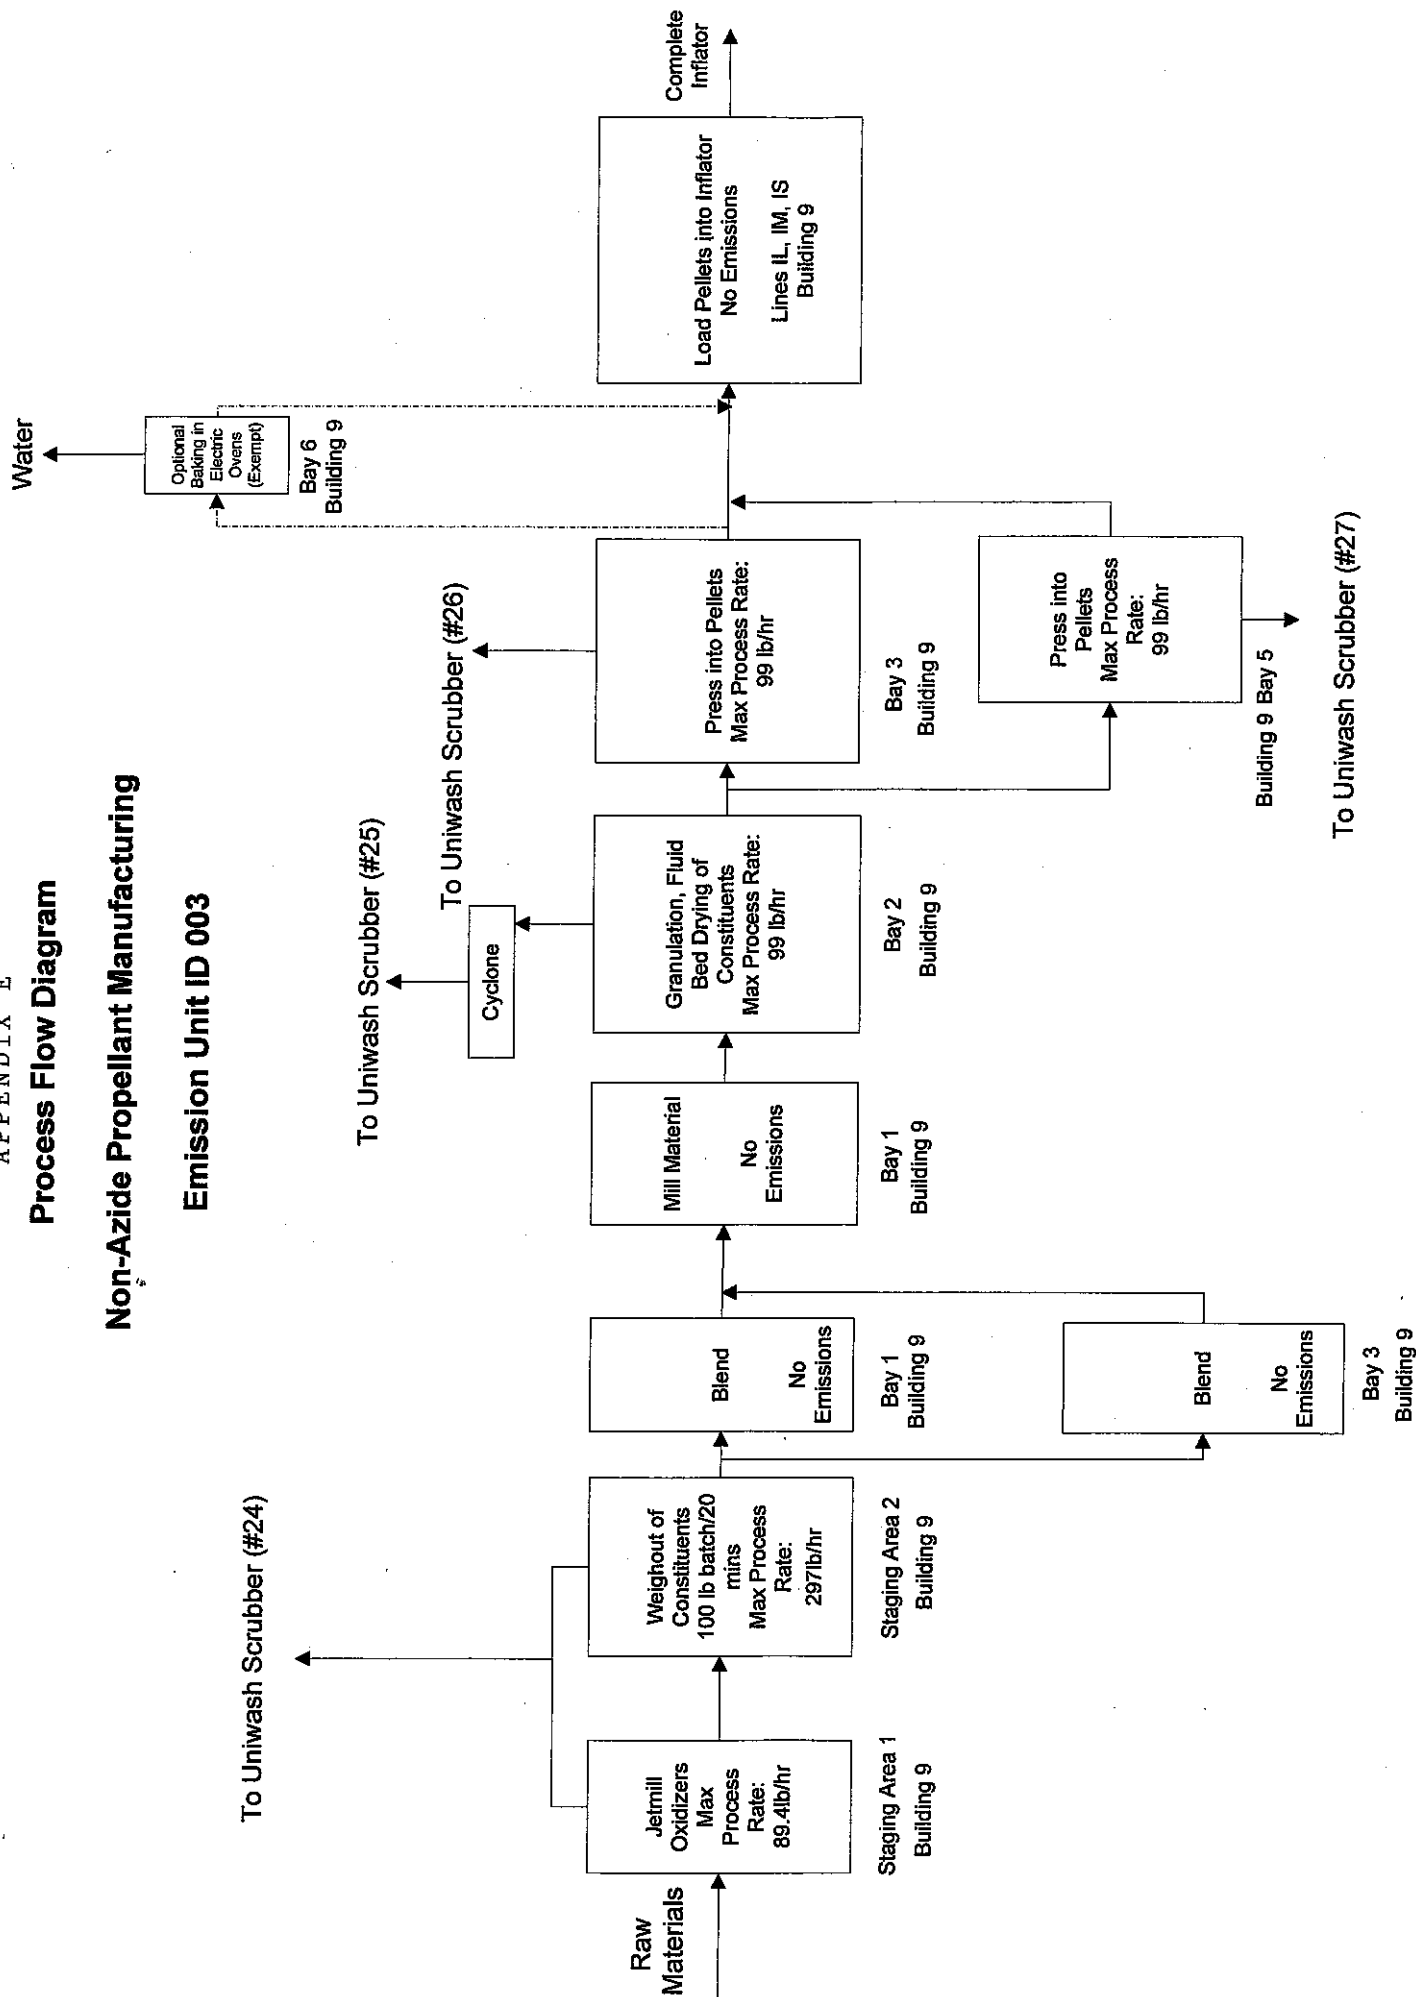 APPENDIX E
Process Flow Diagram
Non-Azide Propellant Manufacturing
Emission Unit ID 003
To Uniwash Scrubber (#24)
To Uniwash Scrubber (#25)
To Uniwash Scrubber (#26)
Water
Raw
Materials
Jetmill
Oxidizers
Max
Process
Rate:
89.4lb/hr
Staging Area 1
Building 9
Weighout of
Constituents
100 lb batch/20
mins
Max Process
Rate:
297lb/hr
Staging Area 2
Building 9
Blend
No
Emissions
Bay 1
Building 9
Blend
No
Emissions
Bay 3
Building 9
Mill Material
No
Emissions
Bay 1
Building 9
Cyclone
Granulation, Fluid
Bed Drying of
Constituents
Max Process Rate:
99 lb/hr
Bay 2
Building 9
Press into Pellets
Max Process Rate:
99 lb/hr
Bay 3
Building 9
Press into
Pellets
Max Process
Rate:
99 lb/hr
Building 9 Bay 5
To Uniwash Scrubber (#27)
Optional
Baking in
Electric
Ovens
(Exempt)
Bay 6
Building 9
Load Pellets into Inflator
No Emissions
Lines IL, IM, IS
Building 9
Complete
Inflator